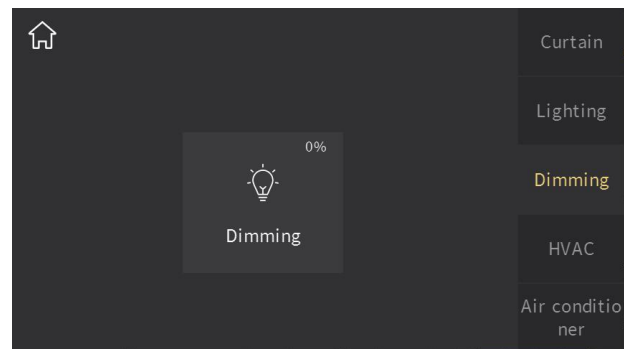 0%
Dimming
Curtain
Lighting
Dimming
HVAC
Air conditio
ner